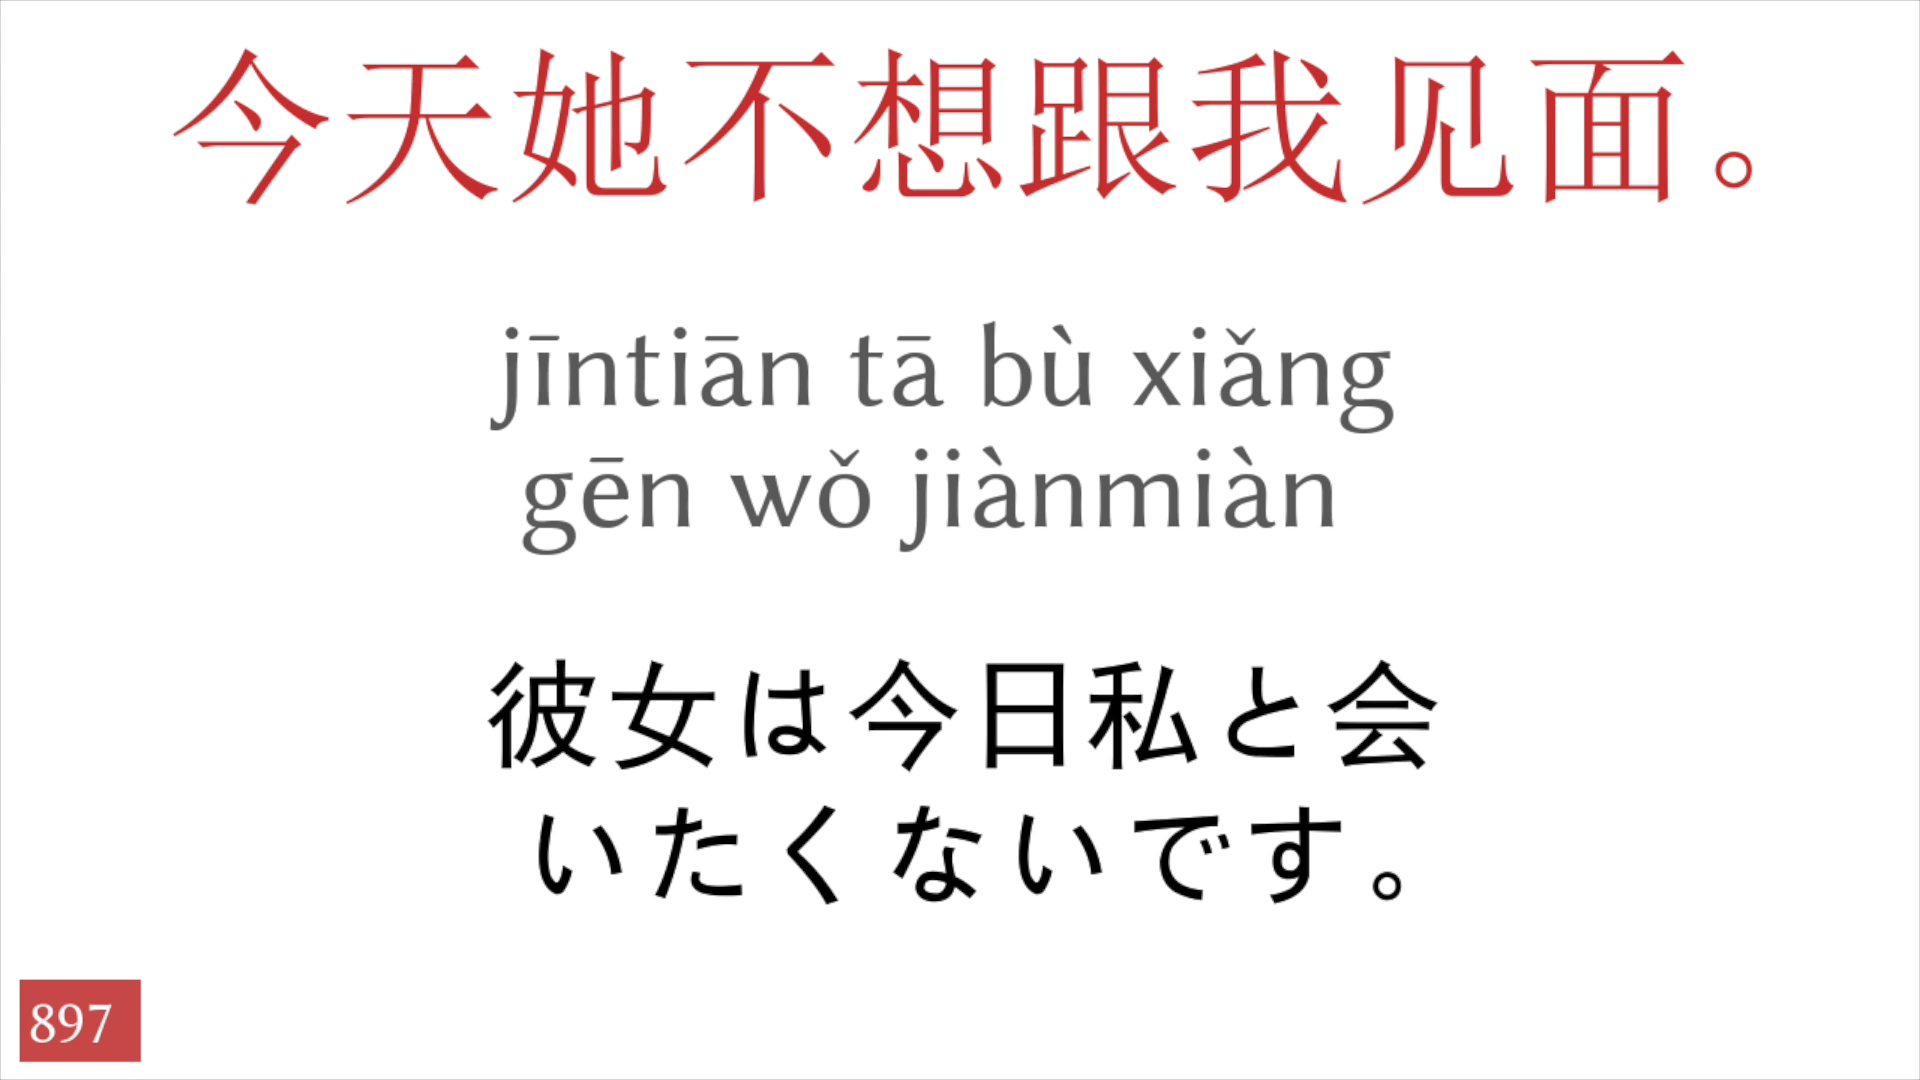 今天她不想跟我见面。
jīntiān tā bù xiǎng
gēn wǒ jiànmiàn
彼女は今日私と会
いたくないです。
897